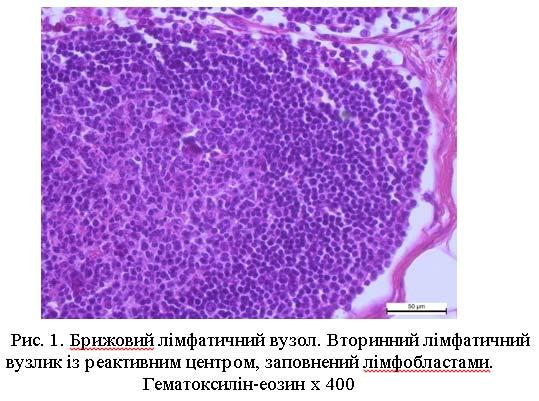 50 µm
Рис. 1. Брижовий лімфатичний вузол. Вторинний лімфатичний
вузлик із реактивним центром, заповнений лімфобластами.
Гематоксилін-еозин х 400